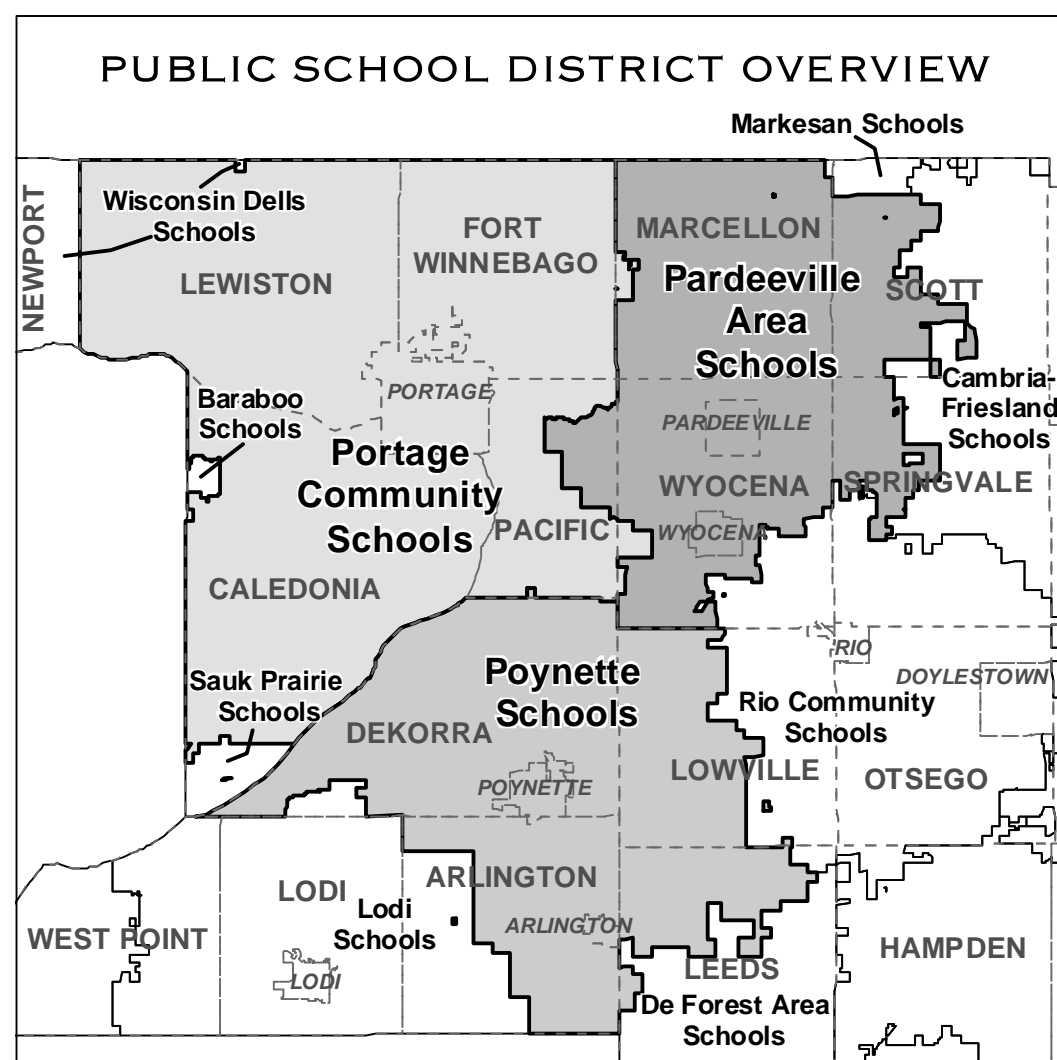 PUBLIC SCHOOL DISTRICT OVERVIEW
Markesan Schools
NEWPORT
Wisconsin Dells
Schools
FORT
WINNEBAGO
MARCELLON
LEWISTON
Pardeeville
Area
Schools
SCOTT
PORTAGE
Baraboo
Schools
Cambria-
Friesland
Schools
PARDEEVILLE
Portage
Community
Schools
WYOCENA
SPRINGVALE
PACIFIC
WYOCENA
CALEDONIA
RIO
Poynette
Schools
DOYLESTOWN
Sauk Prairie
Schools
Rio Community
Schools
DEKORRA
LOWVILLE
OTSEGO
POYNETTE
ARLINGTON
LODI
Lodi
Schools
ARLINGTON
WEST POINT
HAMPDEN
LEEDS
LODI
De Forest Area
Schools